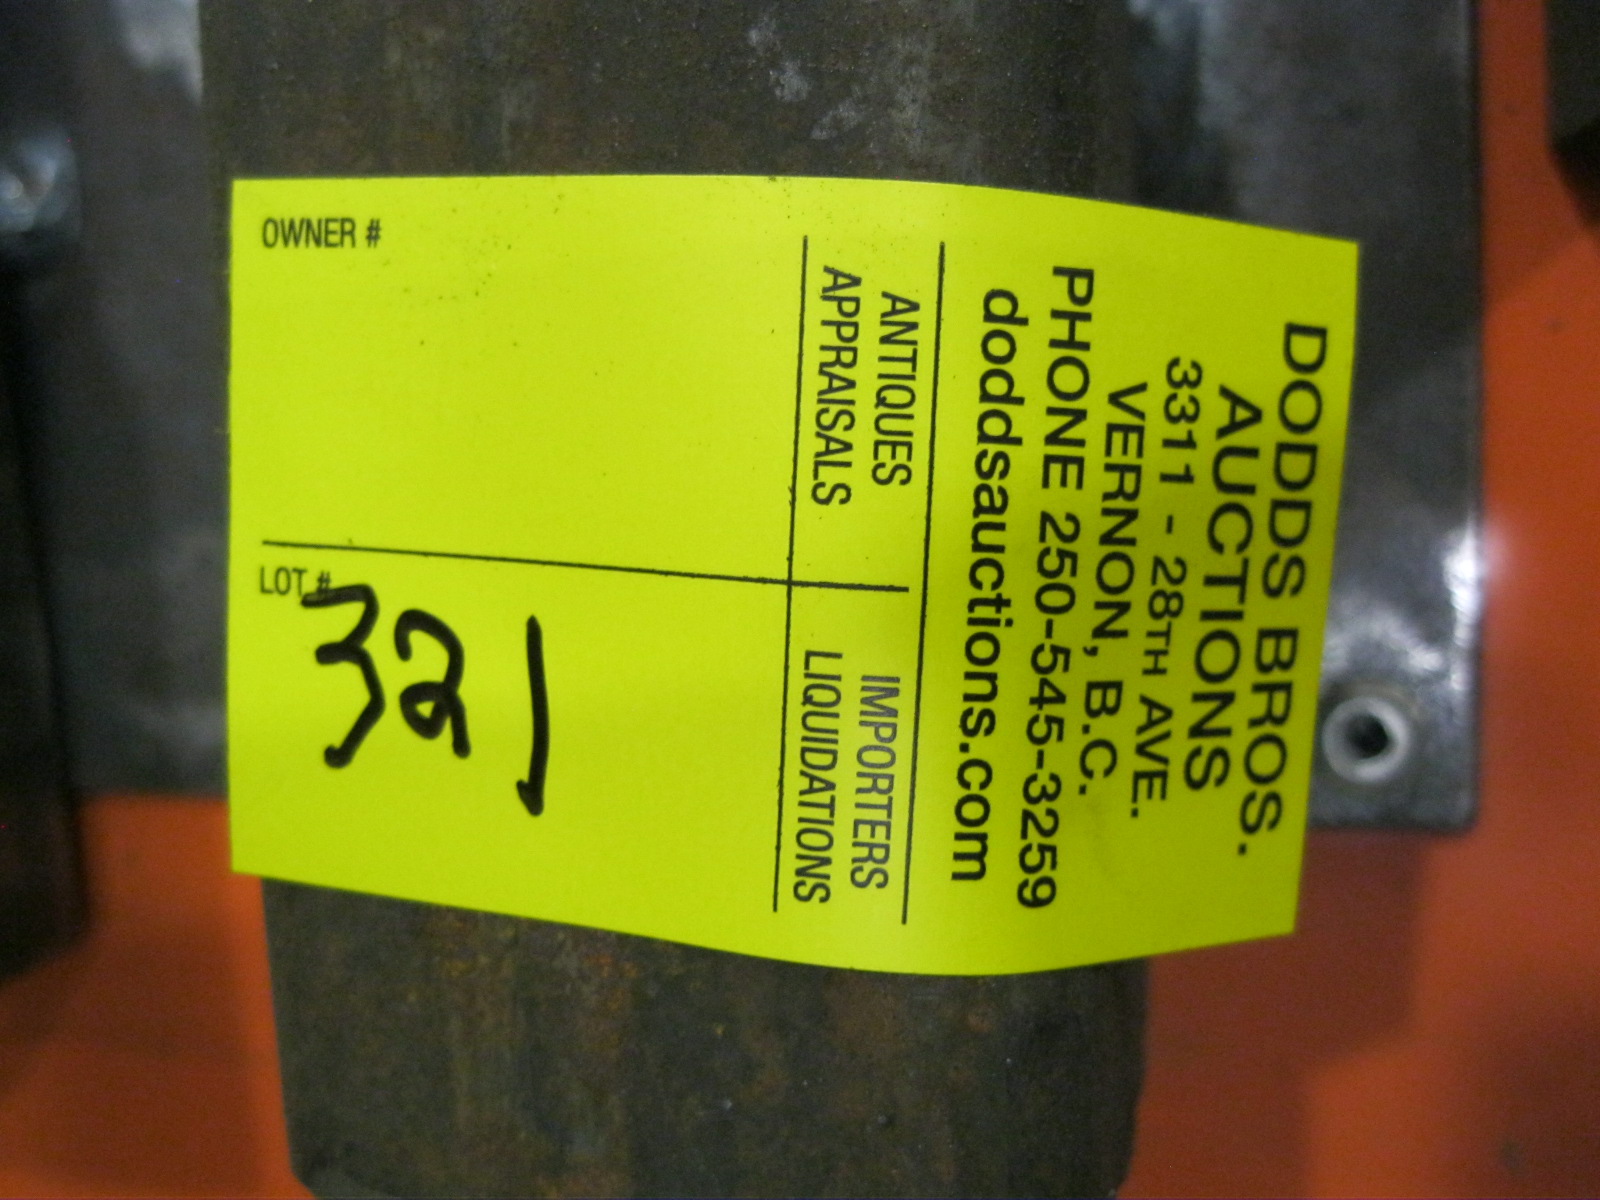 DODDS BROS.
AUCTIONS
3311 - 28TH AVE.
VERNON, B.C.
PHONE 250-545-3259
doddsauctions.com
ANTIQUES IMPORTERS
APPRAISALS LIQUIDATIONS
OWNER # LOT #
321